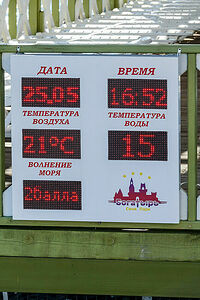 ДАТА
ВРЕМЯ
25.05
16:52
ТЕМПЕРАТУРА
ВОЗДУХА
ТЕМПЕРАТУРА
ВОДЫ
21°C
15
ВОЛНЕНИЕ
МОРЯ
2балла